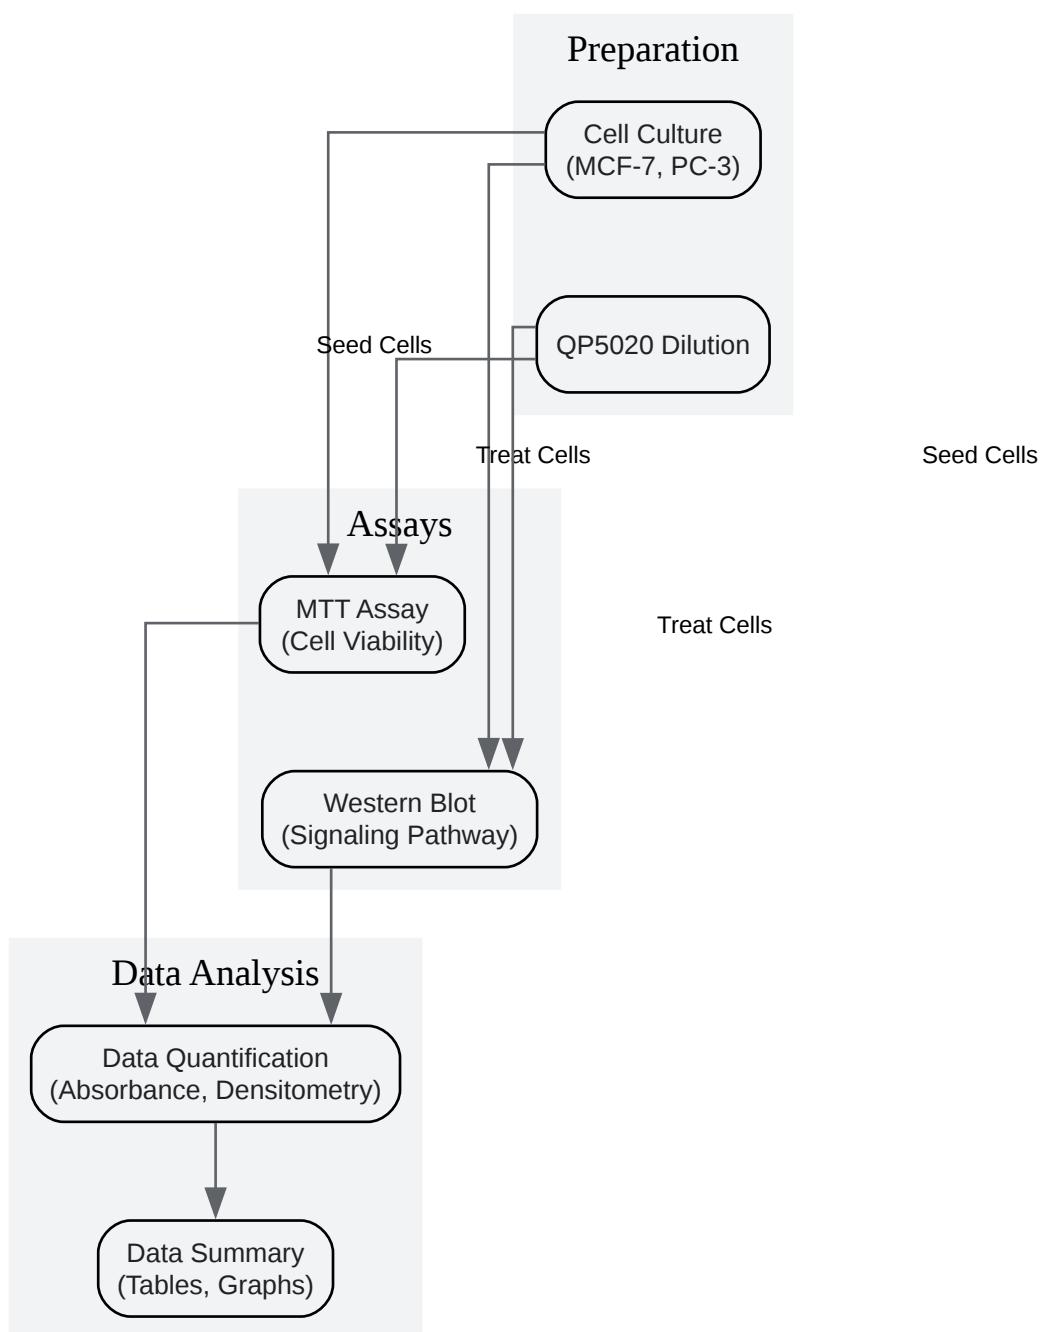 Preparation
Cell Culture
(MCF-7, PC-3)
QP5020 Dilution
Seed Cells
Treat Cells
Seed Cells
Assays
MTT Assay
(Cell Viability)
Treat Cells
Western Blot
(Signaling Pathway)
Data Analysis
Data Quantification
(Absorbance, Densitometry)
Data Summary
(Tables, Graphs)